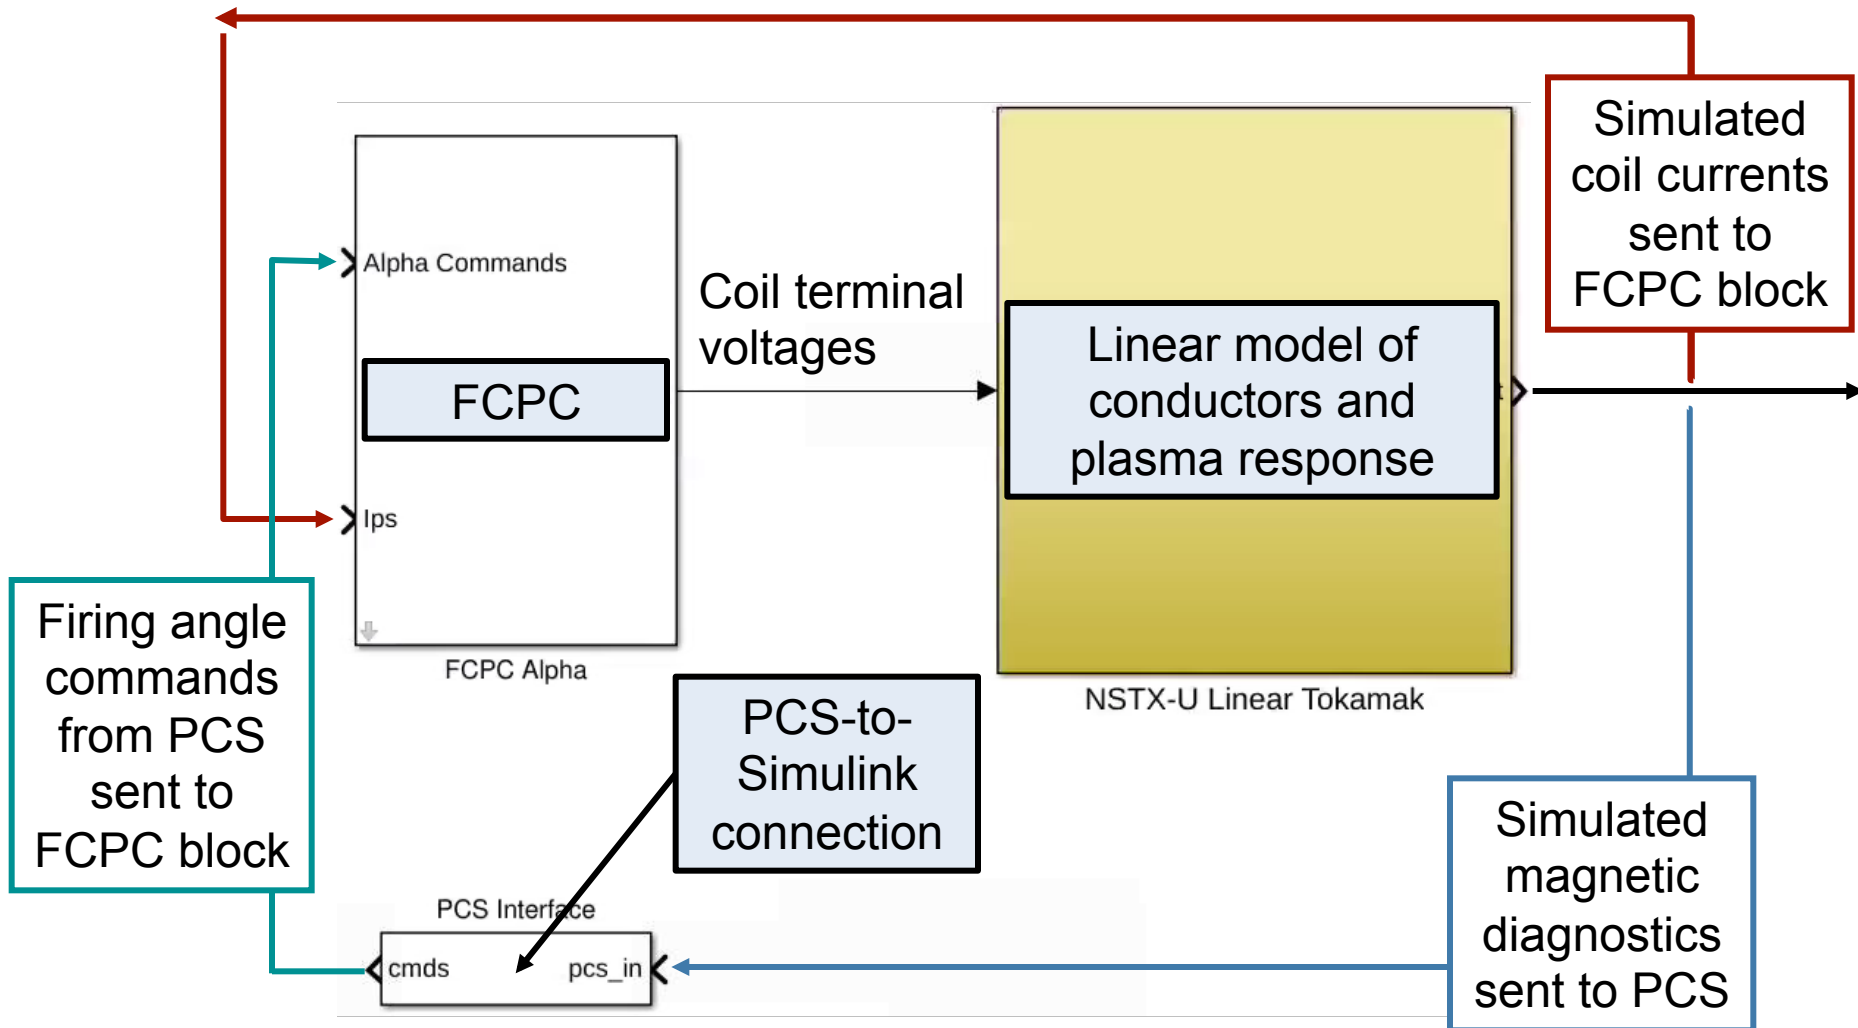 Simulated
coil currents
sent to
FCPC block
Alpha Commands
Coil terminal
voltages
FCPC
Linear model of
conductors and
plasma response
Ips
FCPC Alpha
NSTX-U Linear Tokamak
Firing angle
commands
from PCS
sent to
FCPC block
PCS-to-
Simulink
connection
PCS Interface
cmds
pcs_in
Simulated
magnetic
diagnostics
sent to PCS